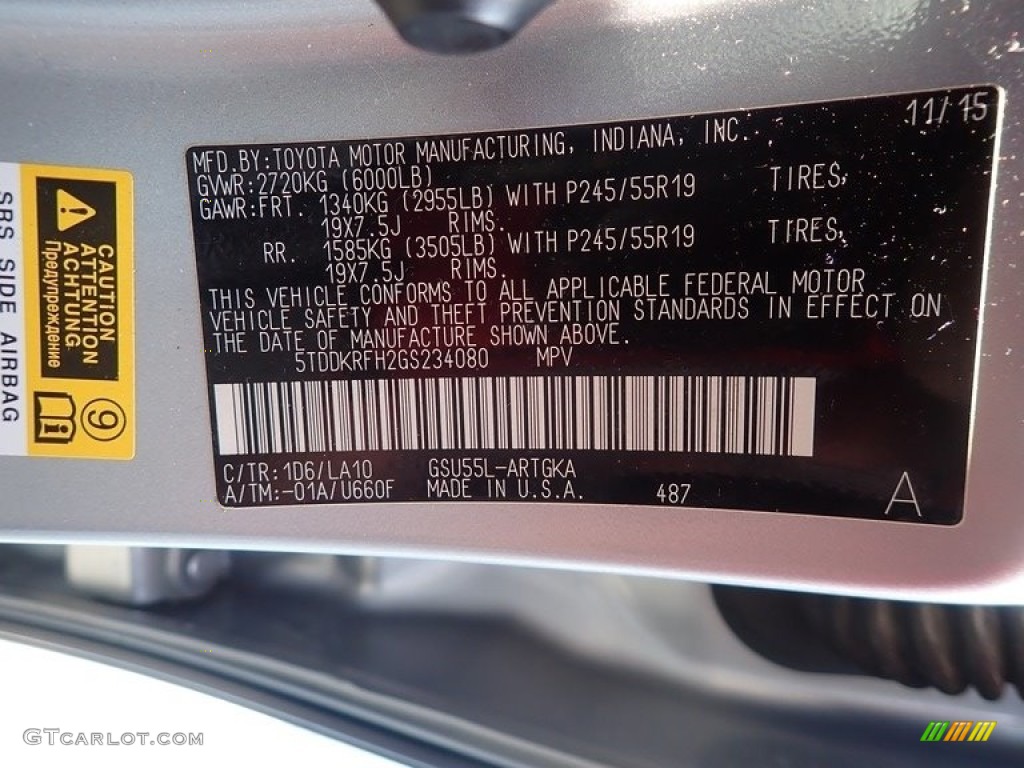 11/15
MFD.BY:TOYOTA MOTOR MANUFACTURING, INDIANA, INC.
GVWR:2720KG (6000LB)
GAWR:FRT. 1340KG (2955LB) WITH P245/55R19 TIRES,
19X7.5J RIMS.
RR. 1585KG (3505LB) WITH P245/55R19 TIRES,
19X7.5J RIMS.
THIS VEHICLE CONFORMS TO ALL APPLICABLE FEDERAL MOTOR
VEHICLE SAFETY AND THEFT PREVENTION STANDARDS IN EFFECT ON
THE DATE OF MANUFACTURE SHOWN ABOVE.
5TDDKRFH2GS234080 MPV
C/TR:1D6/LA10 GSU55L-ARTGKA
A/TM:-01A/U660F MADE IN U.S.A. 487
A
CAUTION
ATTENTION
ACHTUNG
Предупреждение
SRS SIDE AIRBAG
i
9
GTCarLot.com